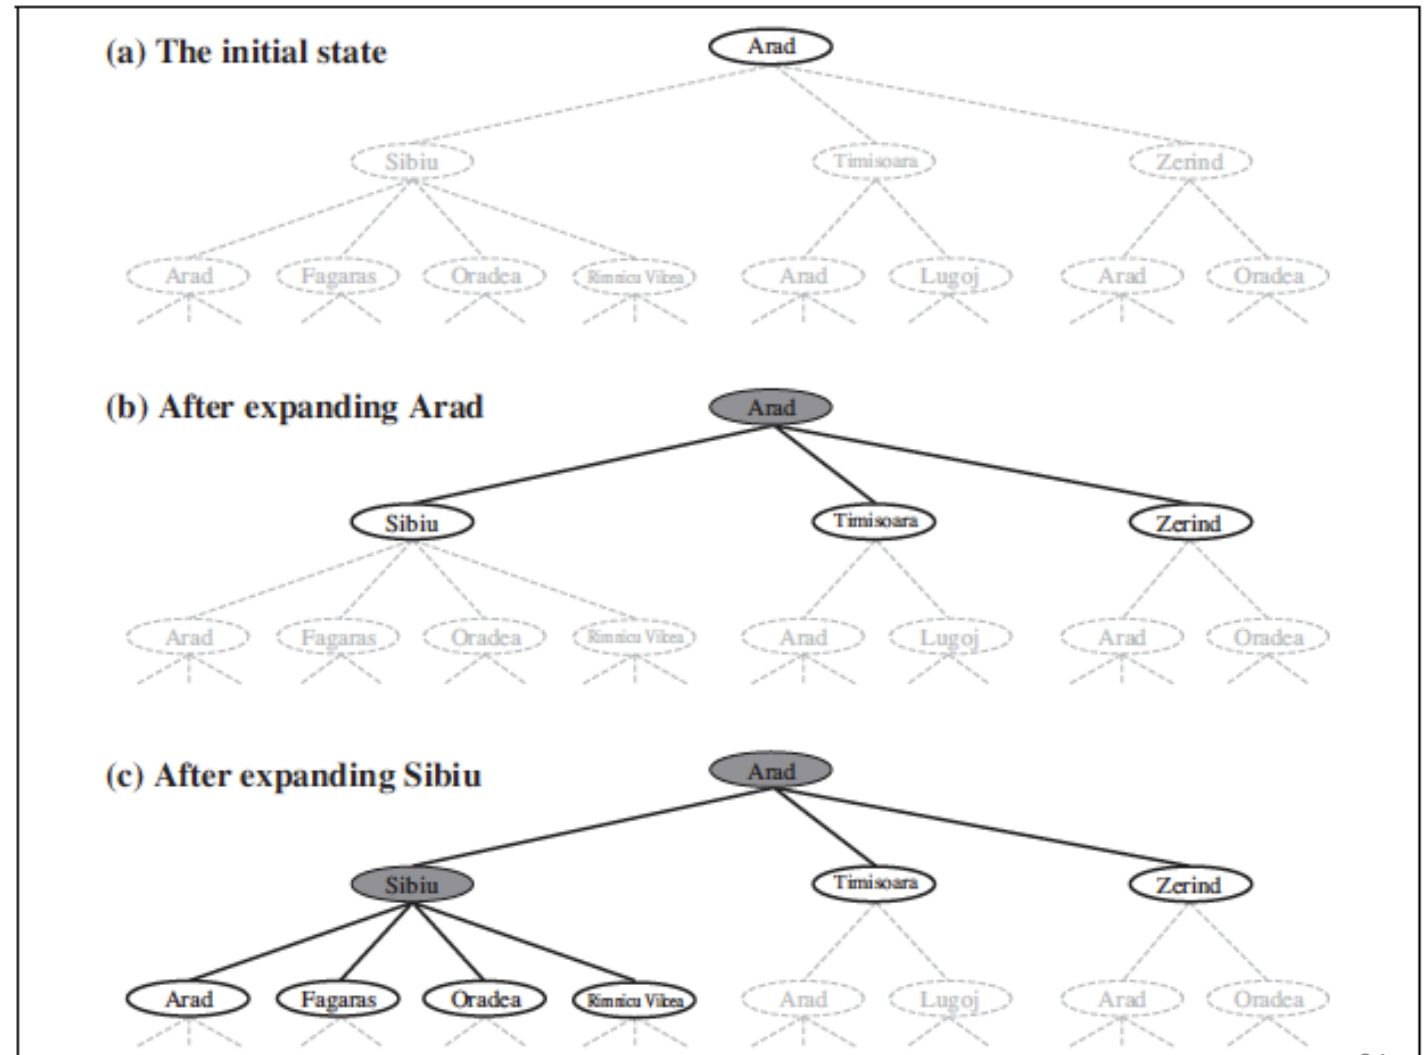 (a) The initial state
Arad
Sibiu Timisoara Zerind
Arad Fagaras Oradea Rimnicu Vilcea Arad Lugoj Arad Oradea
(b) After expanding Arad
Arad
Sibiu Timisoara Zerind
Arad Fagaras Oradea Rimnicu Vilcea Arad Lugoj Arad Oradea
(c) After expanding Sibiu
Arad
Sibiu Timisoara Zerind
Arad Fagaras Oradea Rimnicu Vilcea Arad Lugoj Arad Oradea